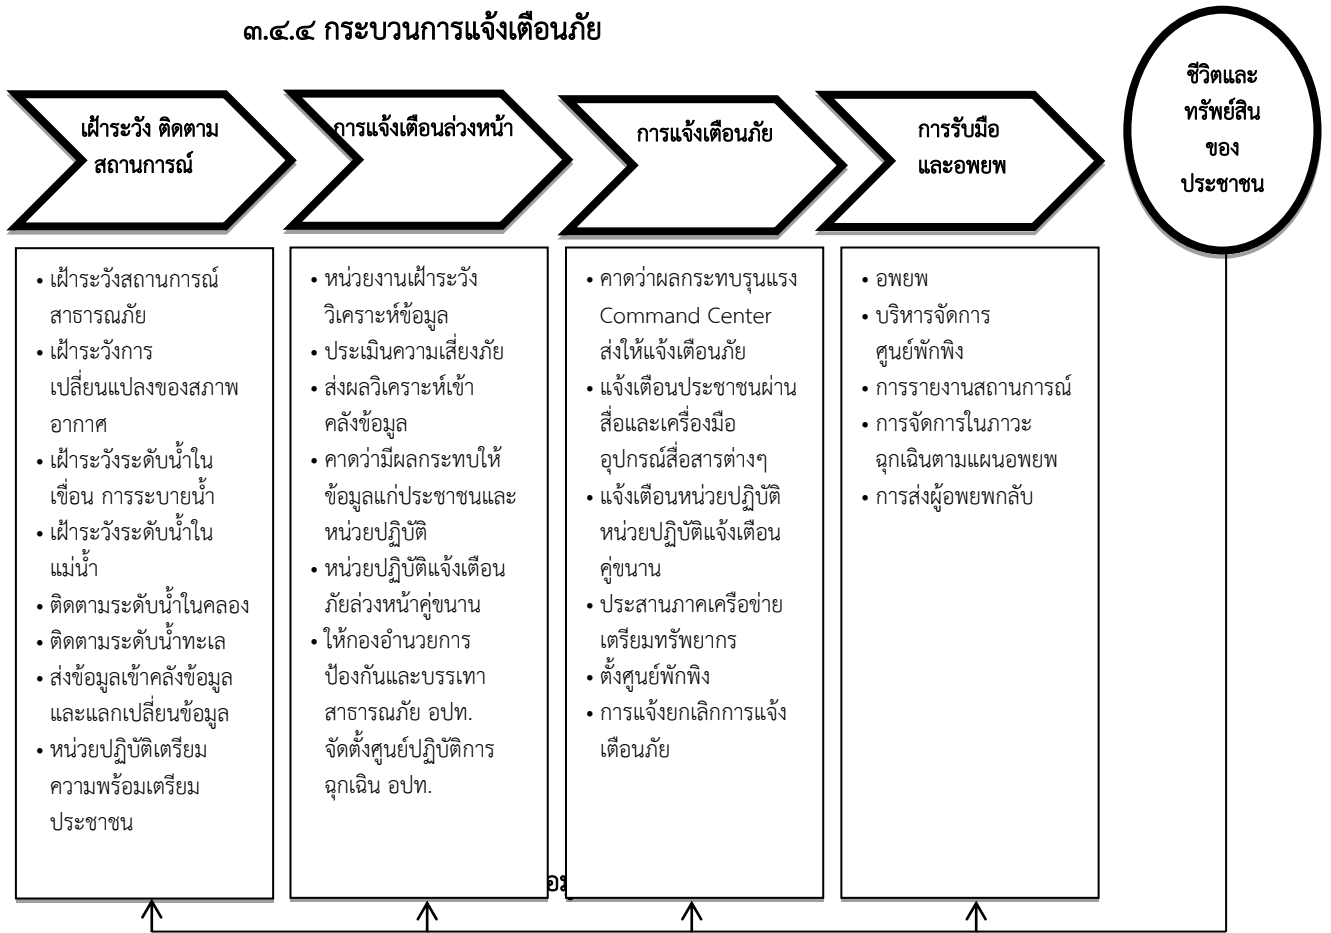 ๓.๔.๔ กระบวนการแจ้งเตือนภัย
เฝ้าระวัง ติดตาม
สถานการณ์
การแจ้งเตือนล่วงหน้า
การแจ้งเตือนภัย
การรับมือ
และอพยพ
ชีวิตและ
ทรัพย์สิน
ของ
ประชาชน
• เฝ้าระวังสถานการณ์
สาธารณภัย
• เฝ้าระวังการ
เปลี่ยนแปลงของสภาพ
อากาศ
• เฝ้าระวังระดับน้ำใน
เขื่อน การระบายน้ำ
• เฝ้าระวังระดับน้ำใน
แม่น้ำ
• ติดตามระดับน้ำในคลอง
• ติดตามระดับน้ำทะเล
• ส่งข้อมูลเข้าคลังข้อมูล
และแลกเปลี่ยนข้อมูล
• หน่วยปฏิบัติเตรียม
ความพร้อมเตรียม
ประชาชน
• หน่วยงานเฝ้าระวัง
วิเคราะห์ข้อมูล
• ประเมินความเสี่ยงภัย
• ส่งผลวิเคราะห์เข้า
คลังข้อมูล
• คาดว่ามีผลกระทบให้
ข้อมูลแก่ประชาชนและ
หน่วยปฏิบัติ
• หน่วยปฏิบัติแจ้งเตือน
ภัยล่วงหน้าคู่ขนาน
• ให้กองอำนวยการ
ป้องกันและบรรเทา
สาธารณภัย อปท.
จัดตั้งศูนย์ปฏิบัติการ
ฉุกเฉิน อปท.
• คาดว่าผลกระทบรุนแรง
Command Center
ส่งให้แจ้งเตือนภัย
• แจ้งเตือนประชาชนผ่าน
สื่อและเครื่องมือ
อุปกรณ์สื่อสารต่างๆ
• แจ้งเตือนหน่วยปฏิบัติ
หน่วยปฏิบัติแจ้งเตือน
คู่ขนาน
• ประสานภาคเครือข่าย
เตรียมทรัพยากร
• ตั้งศูนย์พักพิง
• การแจ้งยกเลิกการแจ้ง
เตือนภัย
• อพยพ
• บริหารจัดการ
ศูนย์พักพิง
• การรายงานสถานการณ์
• การจัดการในภาวะ
ฉุกเฉินตามแผนอพยพ
• การส่งผู้อพยพกลับ